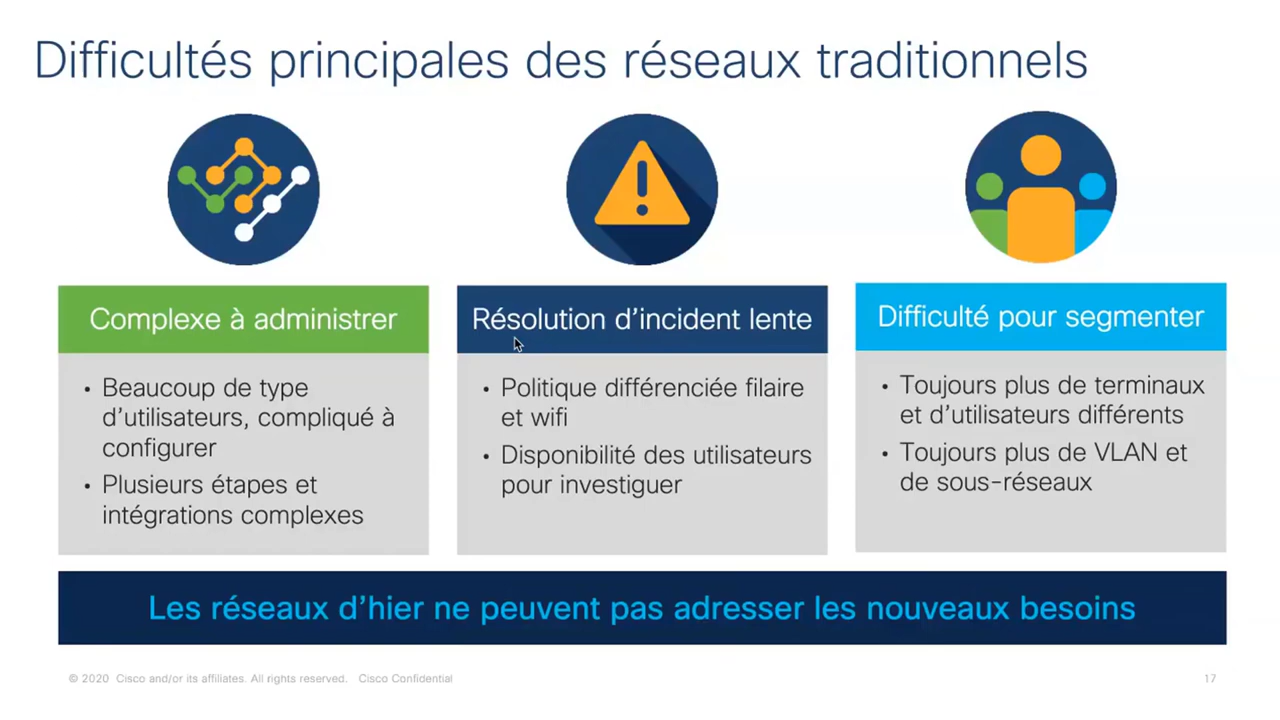 Difficultés principales des réseaux traditionnels
Complexe à administrer
• Beaucoup de type
d’utilisateurs, compliqué à
configurer
• Plusieurs étapes et
intégrations complexes
Résolution d’incident lente
• Politique différenciée filaire
et wifi
• Disponibilité des utilisateurs
pour investiguer
Difficulté pour segmenter
• Toujours plus de terminaux
et d’utilisateurs différents
• Toujours plus de VLAN et
de sous-réseaux
Les réseaux d’hier ne peuvent pas adresser les nouveaux besoins
© 2020 Cisco and/or its affiliates. All rights reserved. Cisco Confidential
17